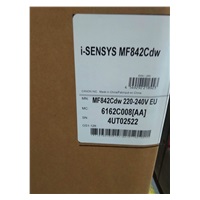 i-SENSYS MF842Cdw
MF842Cdw 220-240V EU
6162C008[AA]
4UT02522